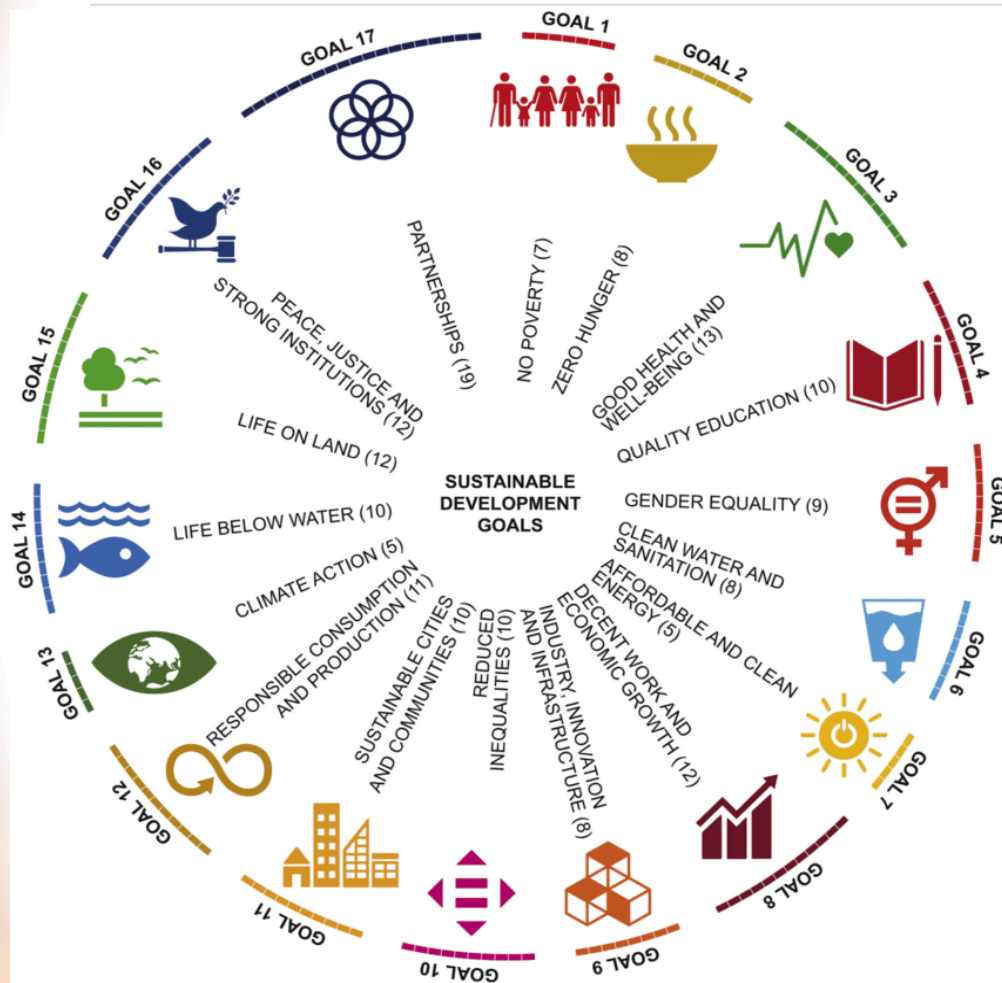 GOAL 1
GOAL 2
GOAL 3
GOAL 4
GOAL 5
GOAL 6
GOAL 7
GOAL 8
GOAL 9
GOAL 10
GOAL 11
GOAL 12
GOAL 13
GOAL 14
GOAL 15
GOAL 16
GOAL 17
NO POVERTY (7)
ZERO HUNGER (8)
GOOD HEALTH AND
WELL-BEING (13)
QUALITY EDUCATION (10)
GENDER EQUALITY (9)
CLEAN WATER AND
SANITATION (8)
AFFORDABLE AND CLEAN
ENERGY (5)
DECENT WORK AND
ECONOMIC GROWTH (12)
INDUSTRY, INNOVATION
AND INFRASTRUCTURE (8)
REDUCED
INEQUALITIES (10)
SUSTAINABLE CITIES
AND COMMUNITIES (10)
RESPONSIBLE CONSUMPTION
AND PRODUCTION (11)
CLIMATE ACTION (5)
LIFE BELOW WATER (10)
LIFE ON LAND (12)
PEACE, JUSTICE AND
STRONG INSTITUTIONS (12)
PARTNERSHIPS (19)
SUSTAINABLE
DEVELOPMENT
GOALS